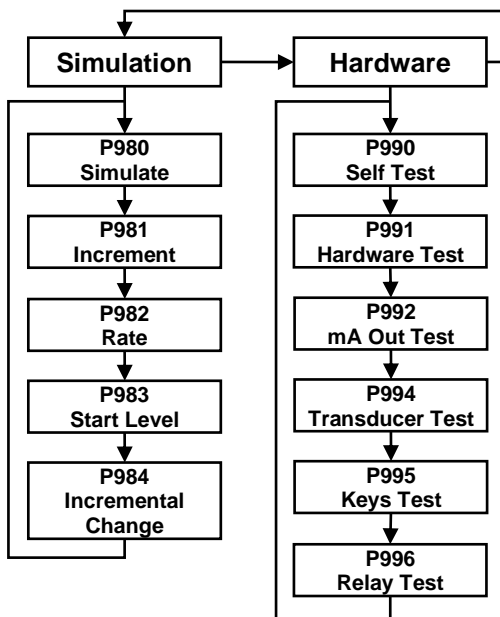 Simulation
Hardware
P980
Simulate
P981
Increment
P982
Rate
P983
Start Level
P984
Incremental
Change
P990
Self Test
P991
Hardware Test
P992
mA Out Test
P994
Transducer Test
P995
Keys Test
P996
Relay Test